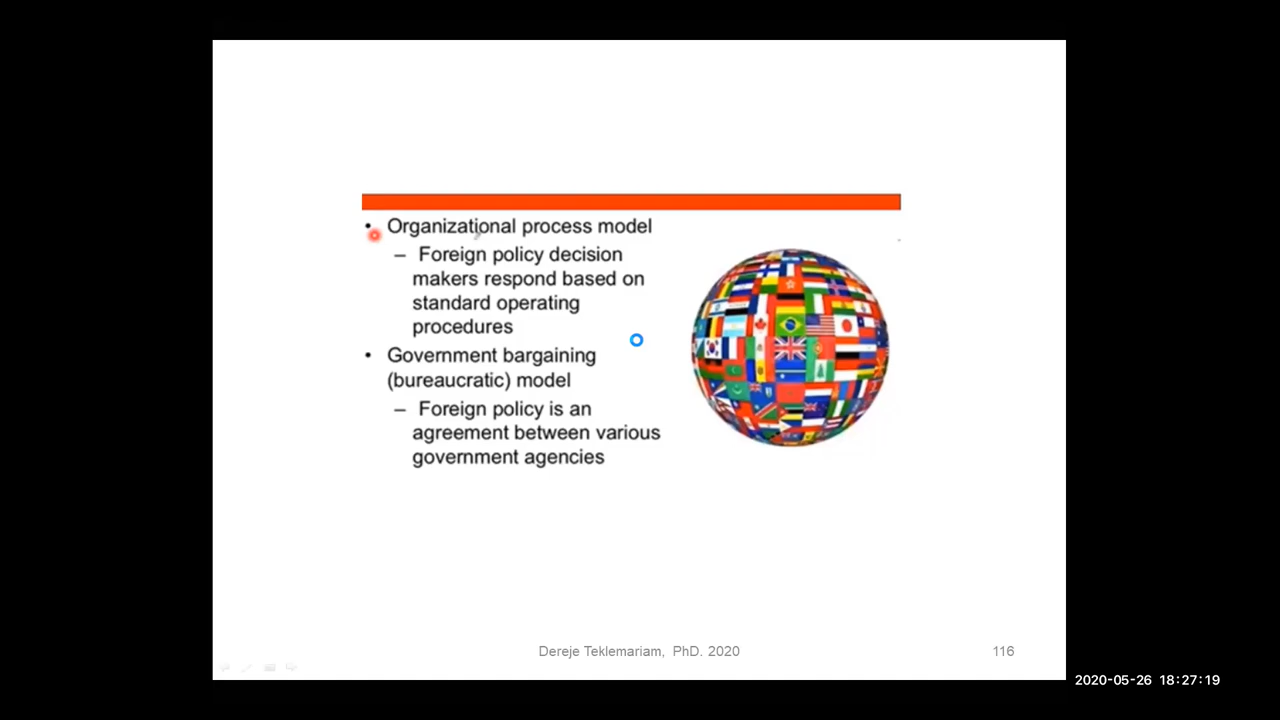 • Organizational process model
– Foreign policy decision
makers respond based on
standard operating
procedures
• Government bargaining
(bureaucratic) model
– Foreign policy is an
agreement between various
government agencies
Dereje Teklemariam, PhD. 2020
116
2020-05-26 18:27:19